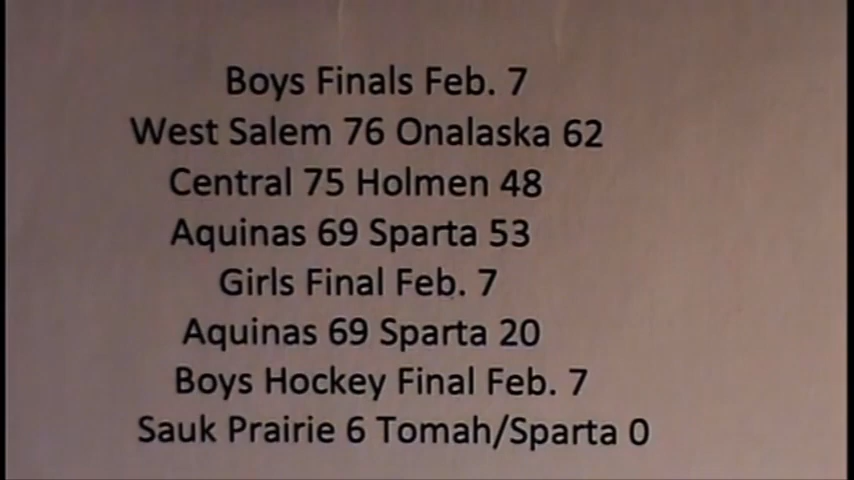 Boys Finals Feb. 7
West Salem 76 Onalaska 62
Central 75 Holmen 48
Aquinas 69 Sparta 53
Girls Final Feb. 7
Aquinas 69 Sparta 20
Boys Hockey Final Feb. 7
Sauk Prairie 6 Tomah/Sparta 0